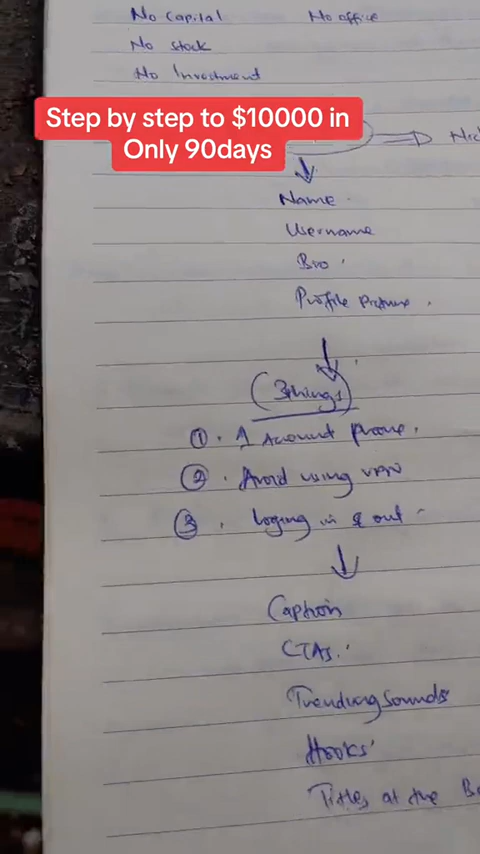 No Capital No office
No stock
No Investment
Step by step to $10000 in
Only 90days
Name
Username
Bio
Profile Picture
(3things)
① 1 Account phone.
② Avoid using VPN
③ loging in & out
Caption
CTAs.
Trendung sounds
Hooks
Titles at the